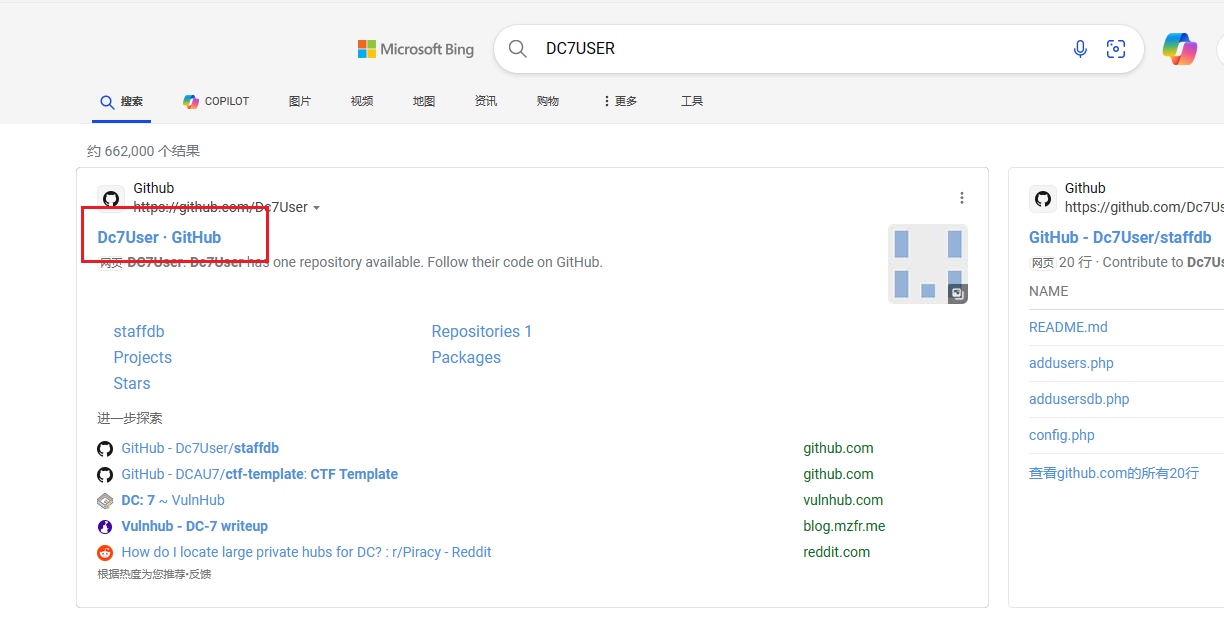 Microsoft Bing
DC7USER
搜索 COPILOT 图片 视频 地图 资讯 购物 更多 工具
约 662,000 个结果
Github
https://github.com/Dc7User
Dc7User · GitHub
网页 DC7User. Dc7User has one repository available. Follow their code on GitHub.
staffdb Repositories 1
Projects Packages
Stars
进一步探索
GitHub - Dc7User/staffdb github.com
GitHub - DCAU7/ctf-template: CTF Template github.com
DC: 7 ~ VulnHub vulnhub.com
Vulnhub - DC-7 writeup blog.mzfr.me
How do I locate large private hubs for DC? : r/Piracy - Reddit reddit.com
根据热度为您推荐•反馈
Github
https://github.com/Dc7Us
GitHub - Dc7User/staffdb
网页 20 行 · Contribute to Dc7Us
NAME
README.md
addusers.php
addusersdb.php
config.php
查看github.com的所有20行